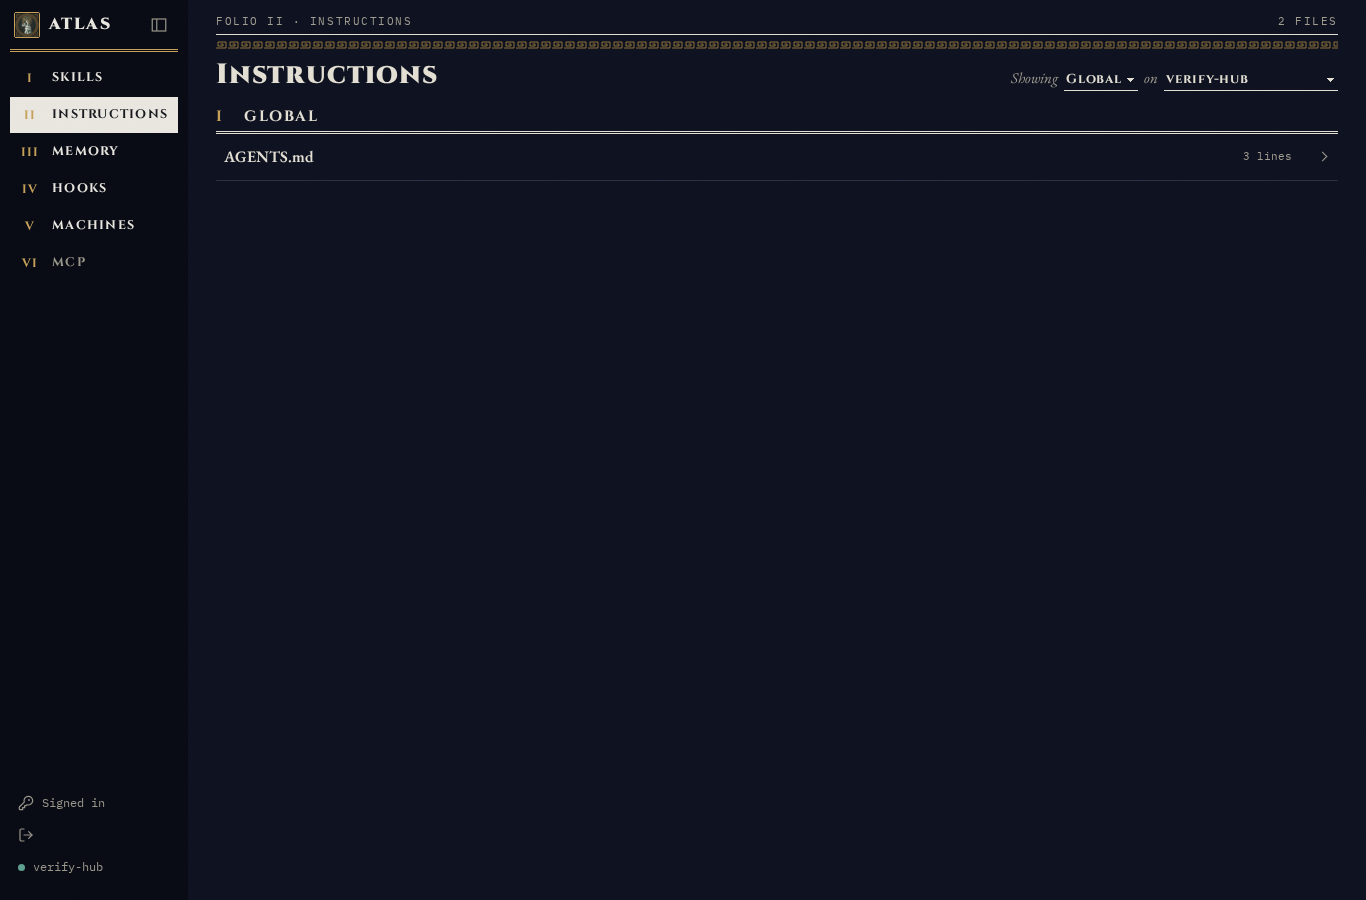 ATLAS
I SKILLS
II INSTRUCTIONS
III MEMORY
IV HOOKS
V MACHINES
VI MCP
Signed in
verify-hub
FOLIO II · INSTRUCTIONS
2 FILES
INSTRUCTIONS
Showing GLOBAL on VERIFY-HUB
I GLOBAL
AGENTS.md
3 lines